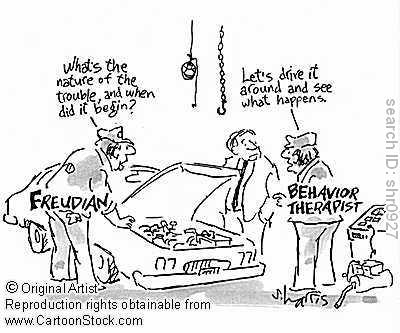 What's the
nature of the
trouble, and when
did it begin?
Let's drive it
around and see
what happens.
FREUDIAN
BEHAVIOR
THERAPIST
S. Harris
© Original Artist
Reproduction rights obtainable from
www.CartoonStock.com
search ID: shr0927